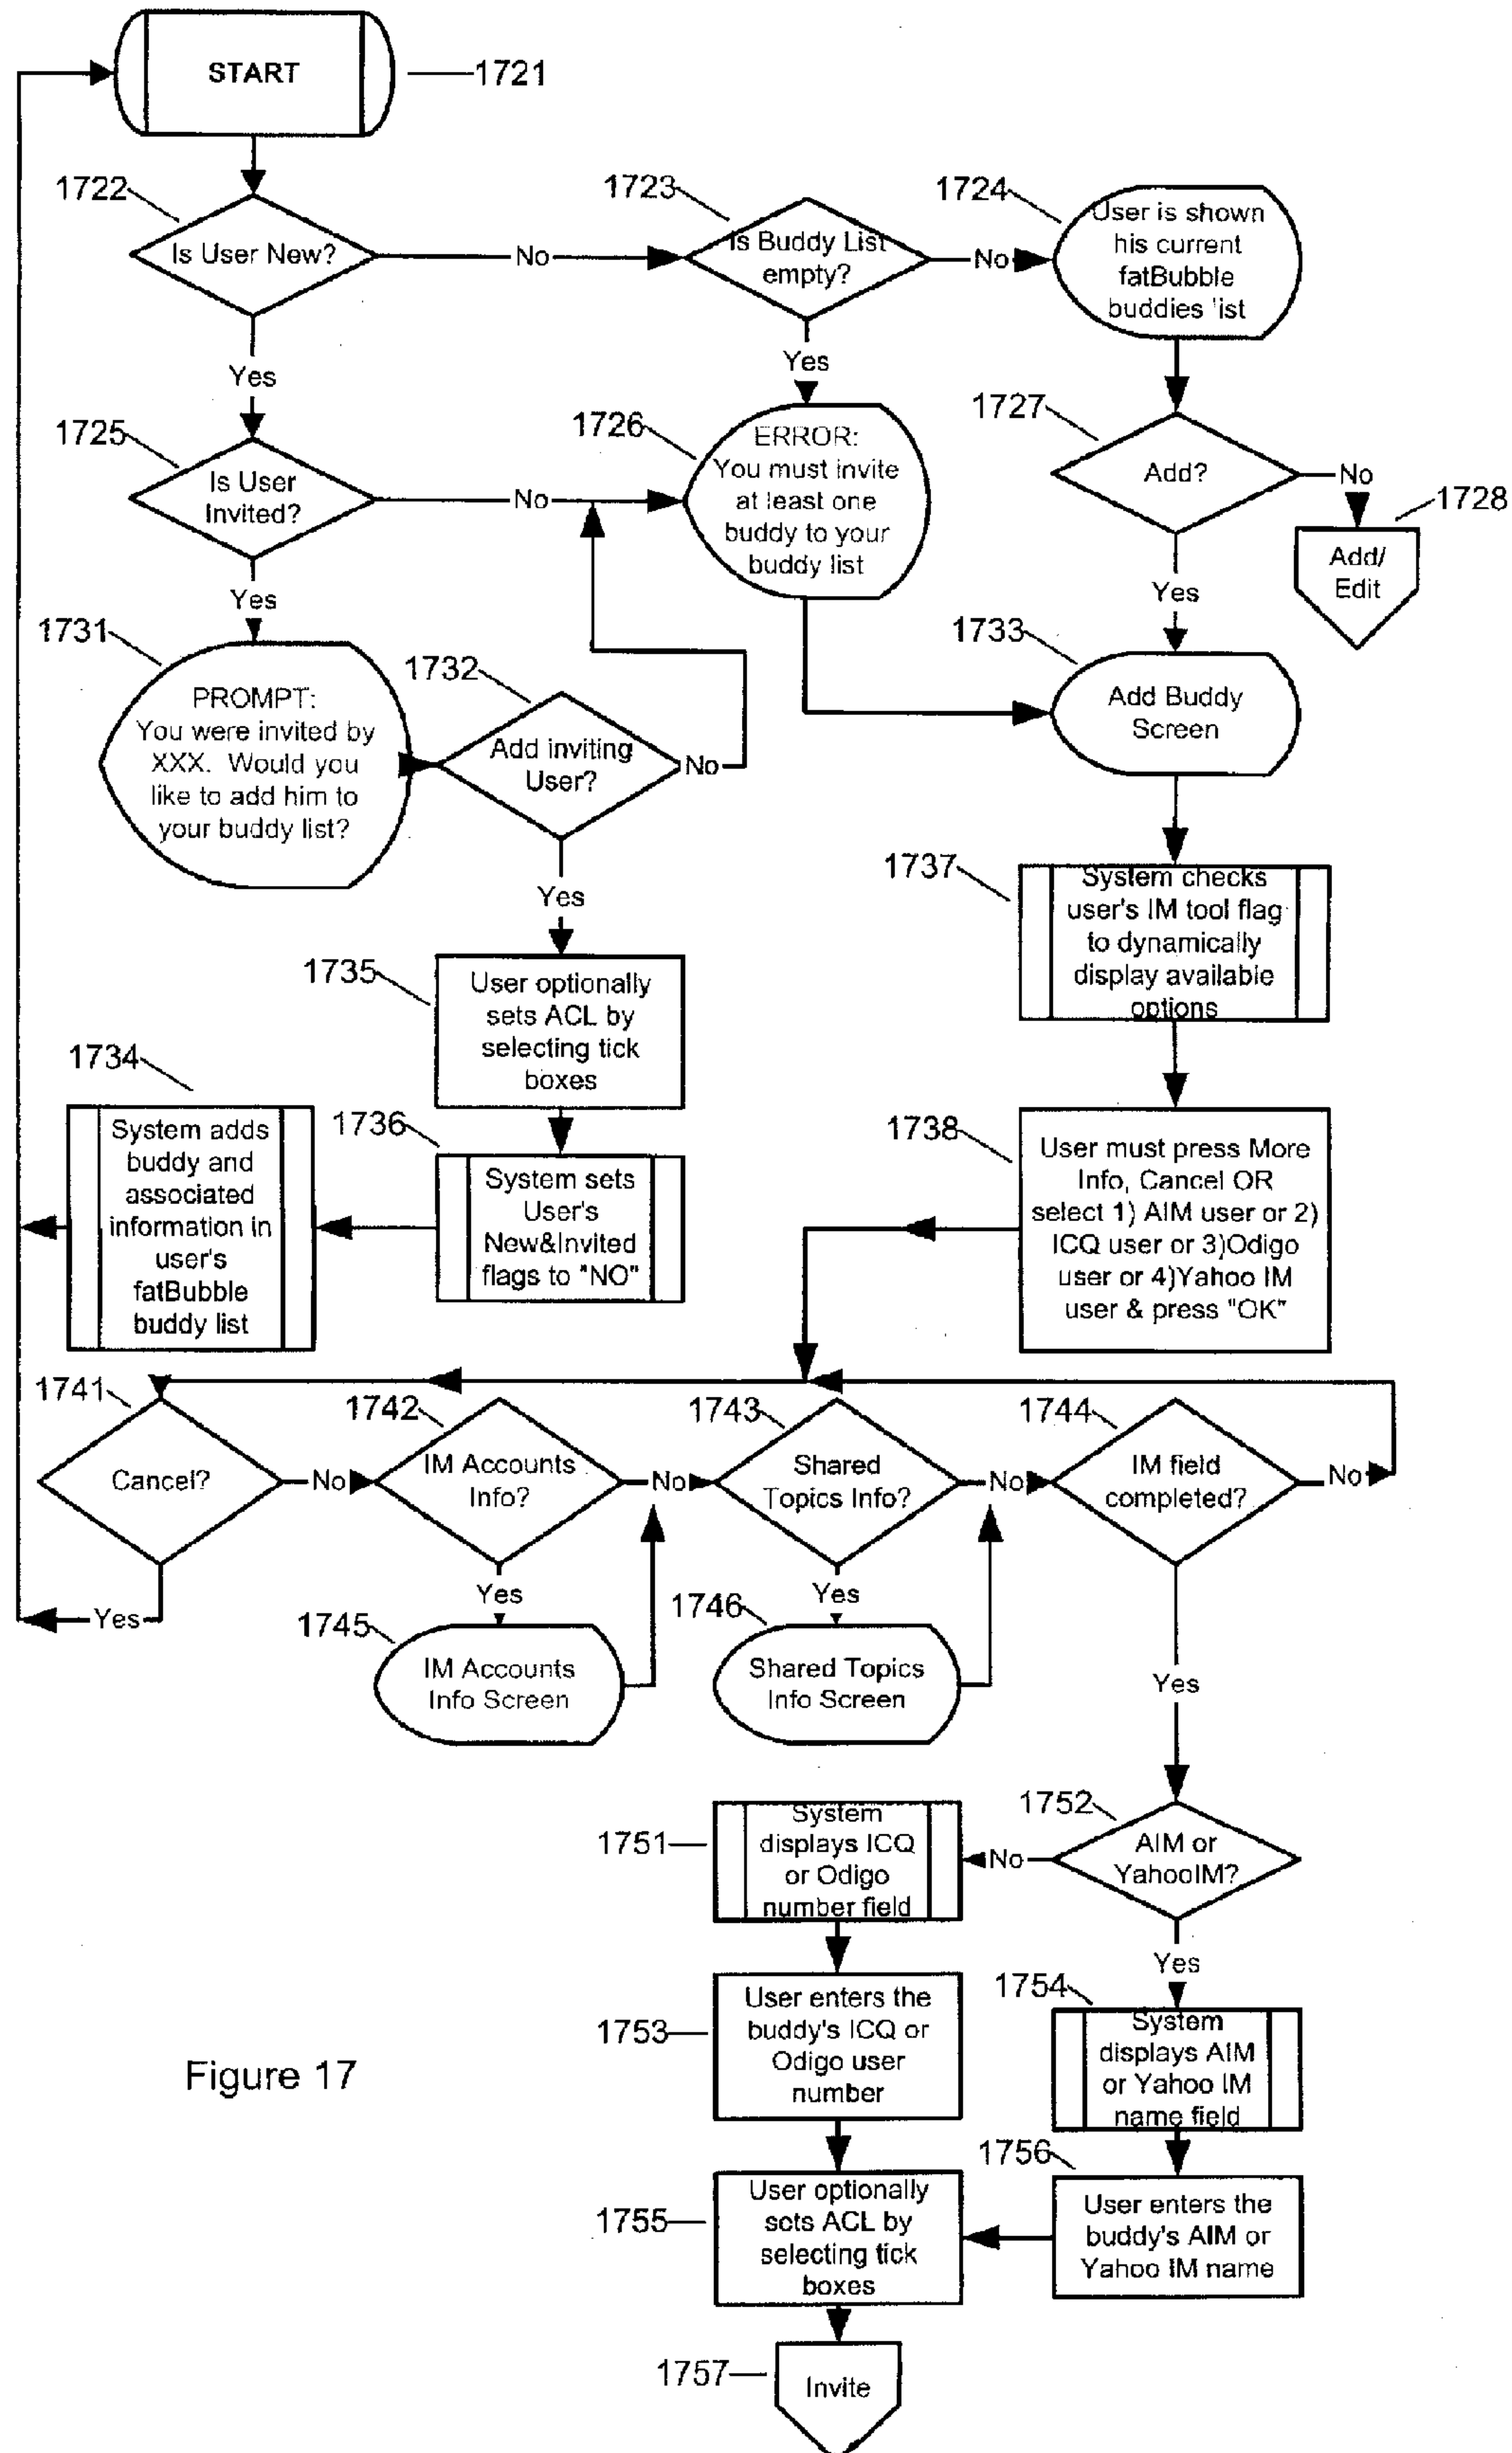 START
1721
1722
Is User New?
No
1723
Is Buddy List
empty?
No
1724
User is shown
his current
fatBubble
buddies 'ist
Yes
Yes
1725
Is User
Invited?
No
1726
ERROR:
You must invite
at least one
buddy to your
buddy list
1727
Add?
No
1728
Add/
Edit
Yes
Yes
1731
PROMPT:
You were invited by
XXX. Would you
like to add him to
your buddy list?
1732
Add inviting
User?
No
1733
Add Buddy
Screen
Yes
1735
User optionally
sets ACL by
selecting tick
boxes
1737
System checks
user's IM tool flag
to dynamically
display available
options
1734
System adds
buddy and
associated
information in
user's
fatBubble
buddy list
1736
System sets
User's
New&Invited
flags to "NO"
1738
User must press More
Info, Cancel OR
select 1) AIM user or 2)
ICQ user or 3)Odigo
user or 4)Yahoo IM
user & press "OK"
1741
Cancel?
No
1742
IM Accounts
Info?
No
1743
Shared
Topics Info?
No
1744
IM field
completed?
No
Yes
Yes
Yes
1745
IM Accounts
Info Screen
1746
Shared Topics
Info Screen
Yes
1751
System
displays ICQ
or Odigo
number field
No
1752
AIM or
YahooIM?
Yes
1753
User enters the
buddy's ICQ or
Odigo user
number
1754
System
displays AIM
or Yahoo IM
name field
Figure 17
1755
User optionally
sets ACL by
selecting tick
boxes
1756
User enters the
buddy's AIM or
Yahoo IM name
1757
Invite